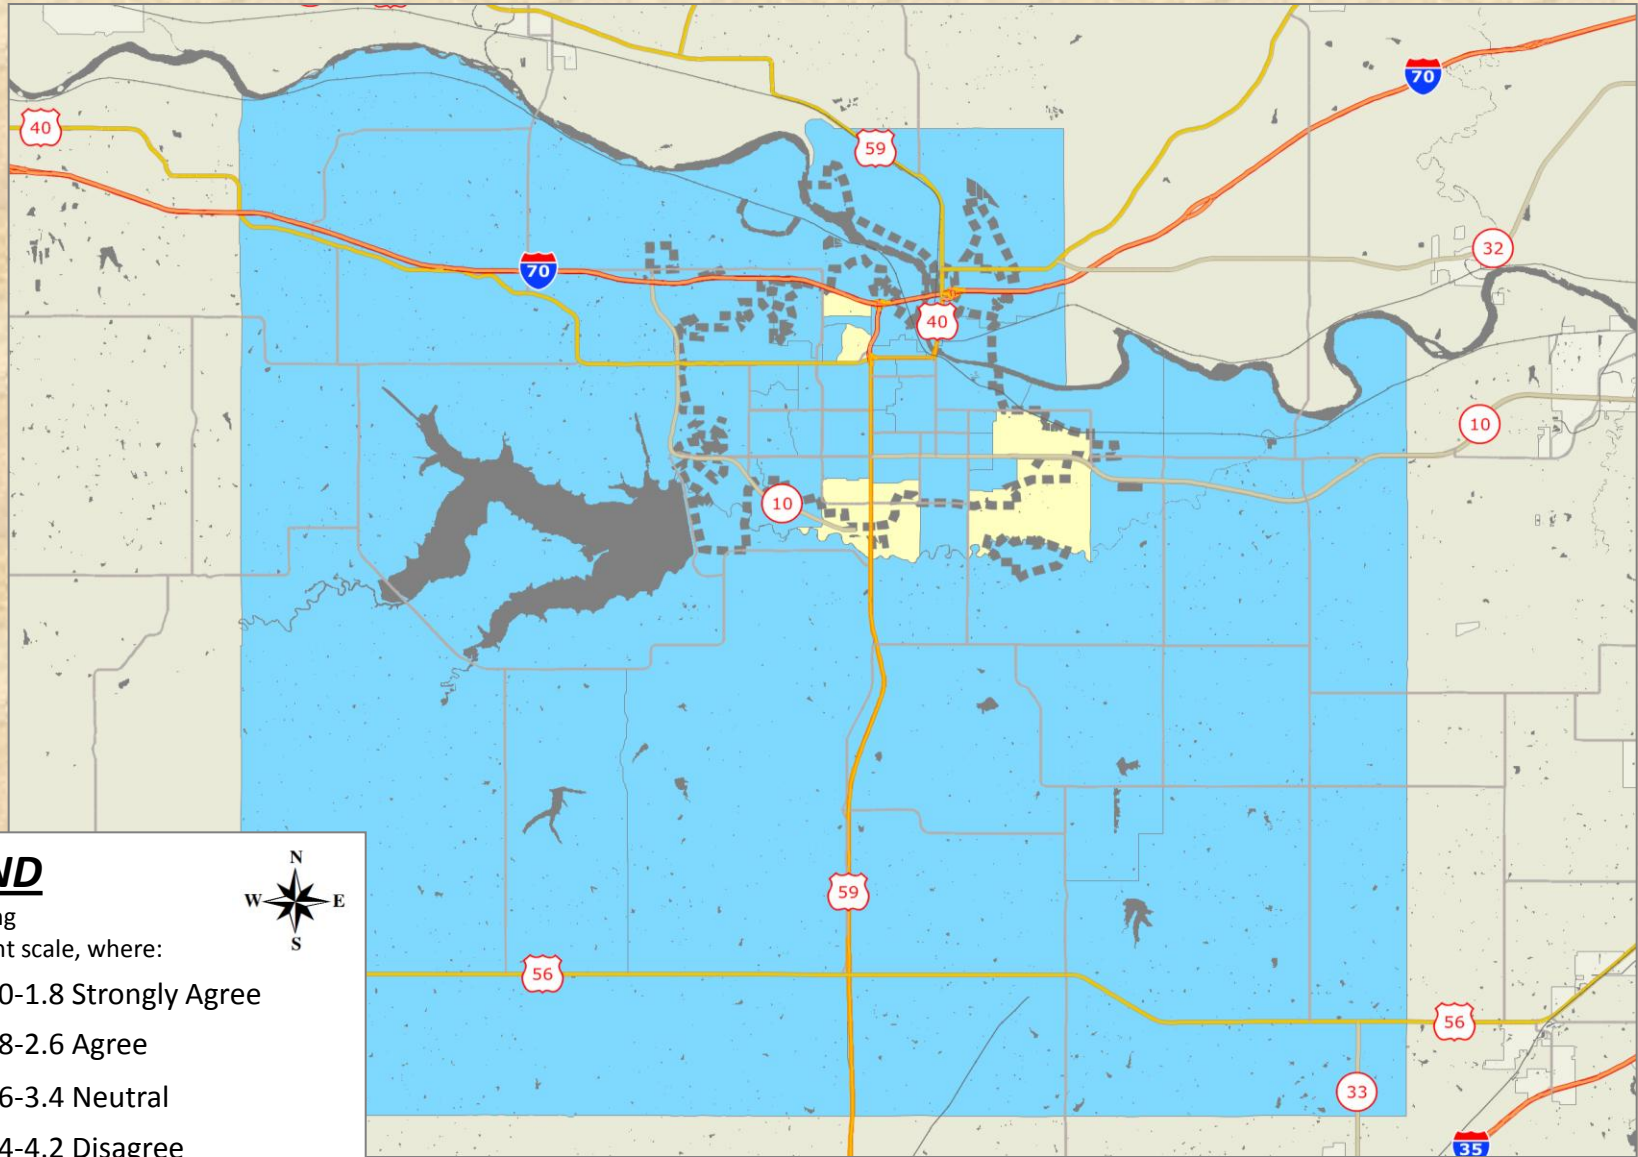 70
40
59
32
70
40
10
10
ND
N
W E
S
ng
nt scale, where:
0-1.8 Strongly Agree
8-2.6 Agree
6-3.4 Neutral
4-4.2 Disagree
59
56
56
33
35